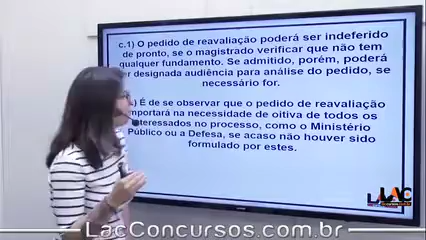 c.1) O pedido de reavaliação poderá ser indeferido
de pronto, se o magistrado verificar que não tem
qualquer fundamento. Se admitido, porém, poderá
ser designada audiência para análise do pedido, se
necessário for.
) É de se observar que o pedido de reavaliação
importará na necessidade de oitiva de todos os
interessados no processo, como o Ministério
Público ou a Defesa, se acaso não houver sido
formulado por estes.
LAC
LacConcursos.com.br